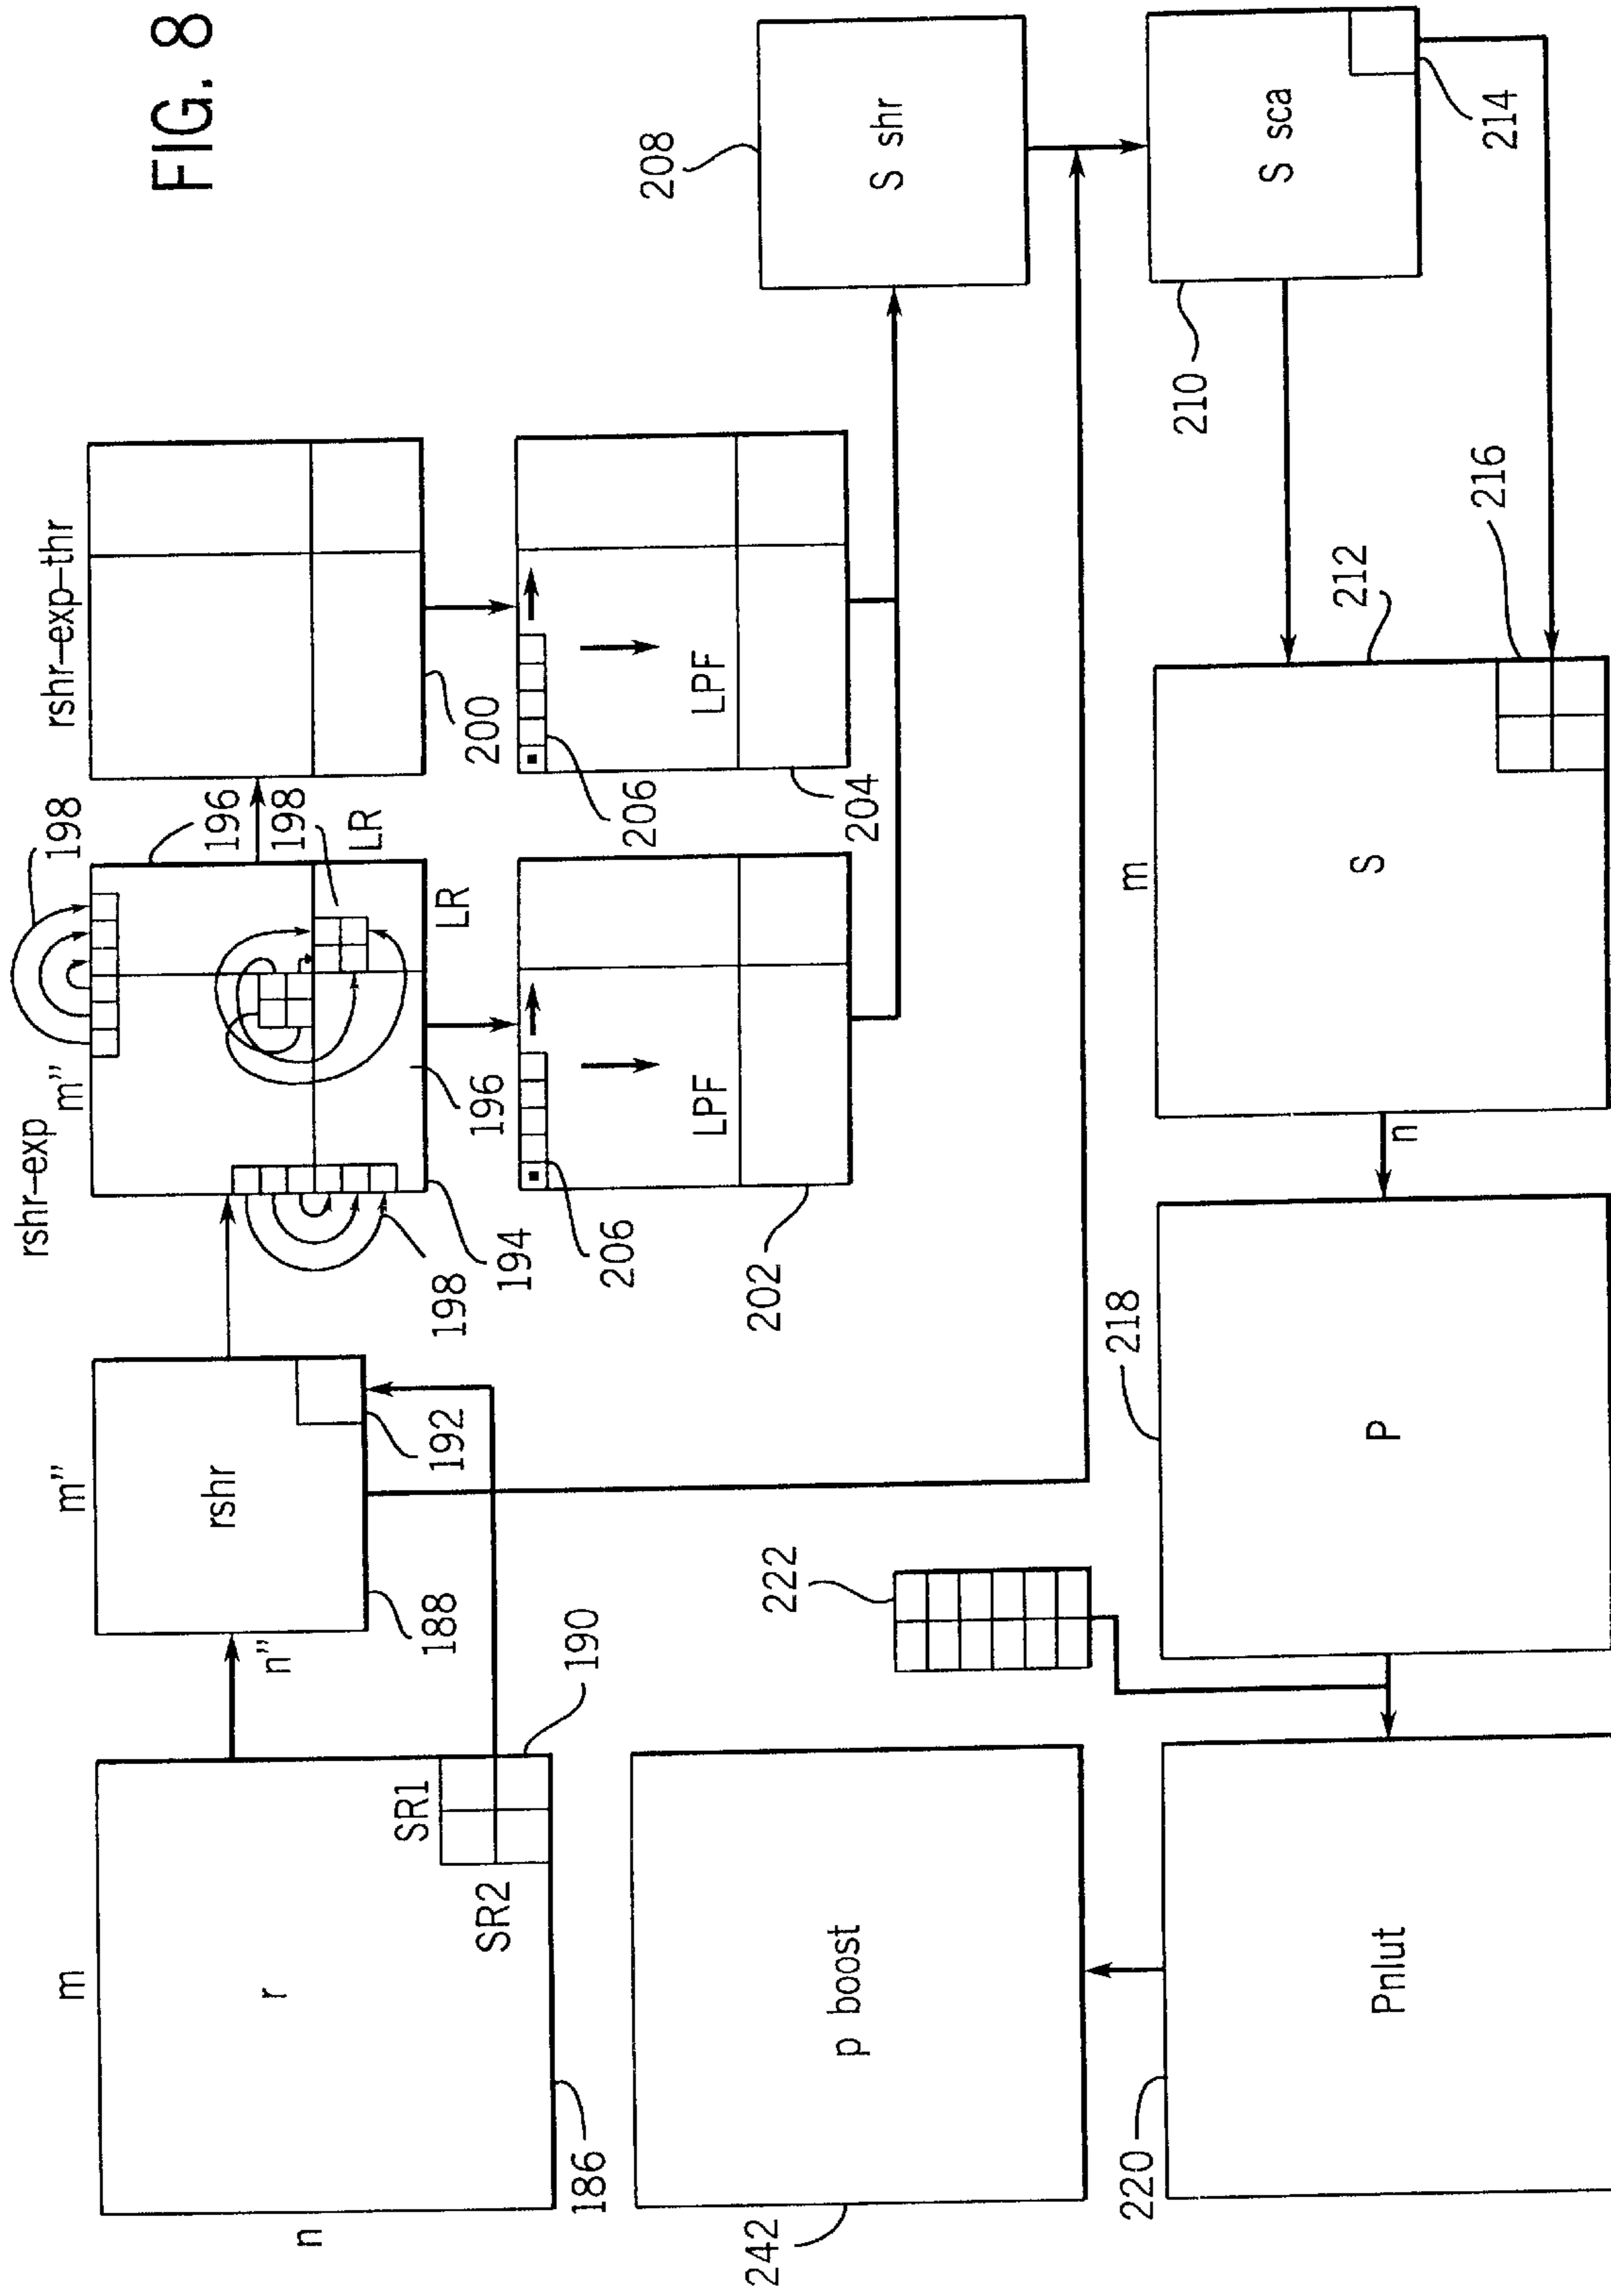 FIG. 8
m
n
r
SR1
SR2
186
190
m"
n"
rshr
188
192
rshr-exp
m"
198
196
198
LR
LR
196
198
194
rshr-exp-thr
200
LPF
206
202
LPF
206
204
208
S shr
S sca
210
214
m
S
212
216
n
218
P
222
Pnlut
220
p boost
242